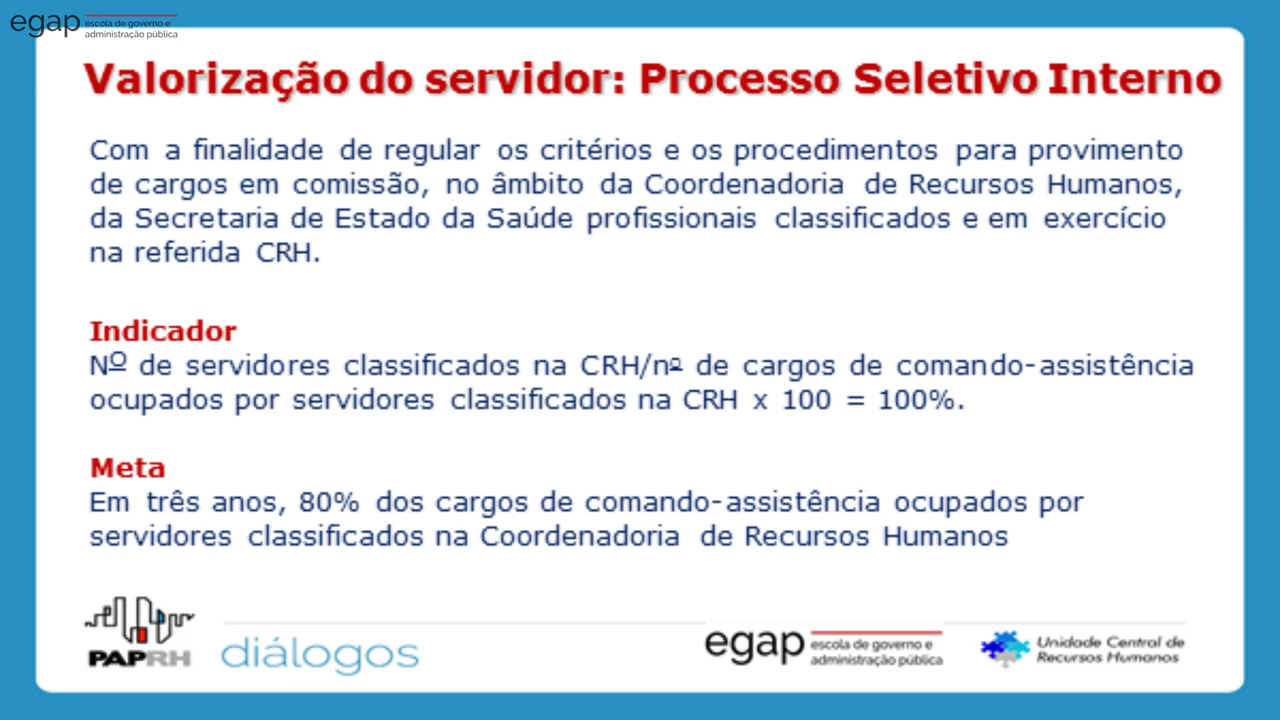 egap escola de governo e
administração pública
Valorização do servidor: Processo Seletivo Interno
Com a finalidade de regular os critérios e os procedimentos para provimento
de cargos em comissão, no âmbito da Coordenadoria de Recursos Humanos,
da Secretaria de Estado da Saúde profissionais classificados e em exercício
na referida CRH.
Indicador
Nº de servidores classificados na CRH/nº de cargos de comando-assistência
ocupados por servidores classificados na CRH x 100 = 100%.
Meta
Em três anos, 80% dos cargos de comando-assistência ocupados por
servidores classificados na Coordenadoria de Recursos Humanos
PAPRH
diálogos
egap escola de governo e
administração pública
Unidade Central de
Recursos Humanos